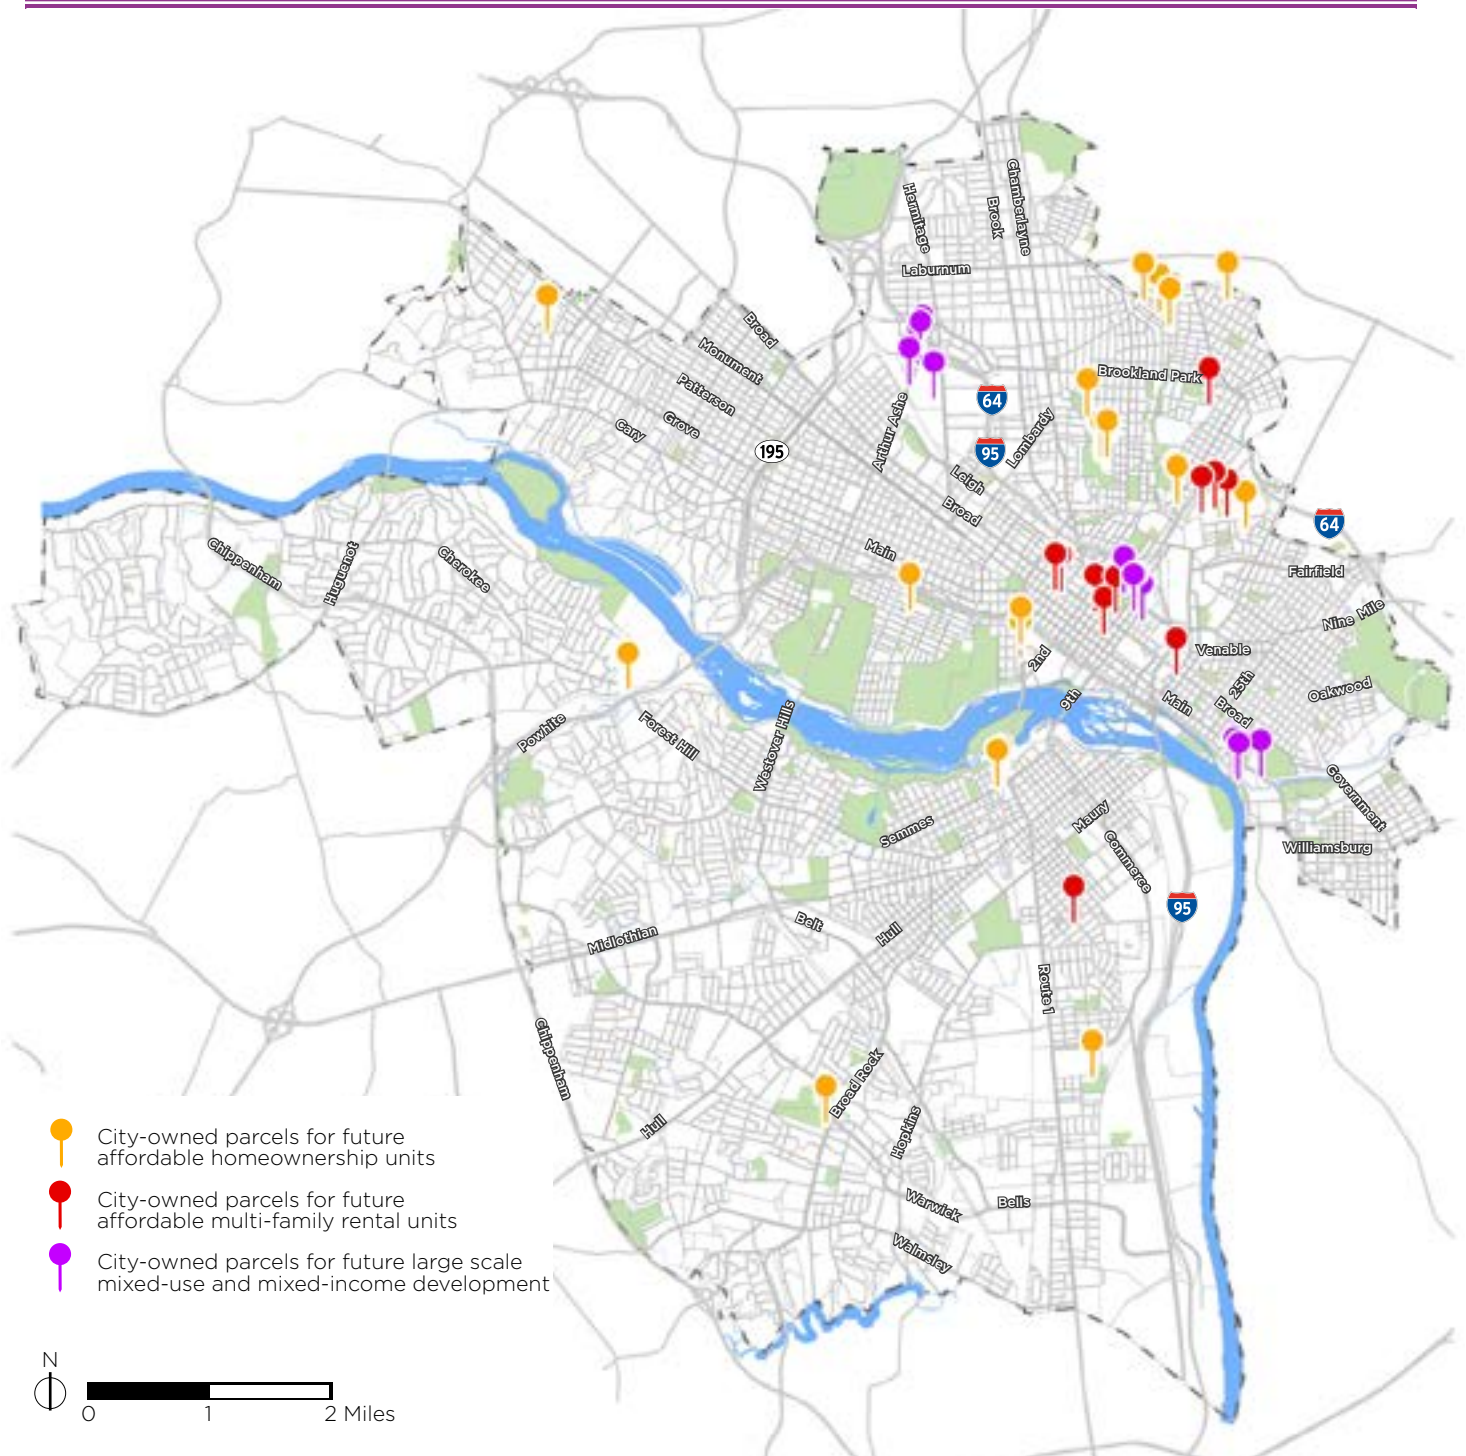 Hermitage
Brook
Chamberlayne
Laburnum
Broad
Monument
Patterson
Grove
Cary
Brookland Park
64
Arthur Ashe
Lombardy
95
195
Leigh
Broad
64
Main
Fairfield
Chippenham
Huguenot
Cherokee
Nine Mile
2nd
Venable
25th
Oakwood
9th
Main
Broad
Powhite
Forest Hill
Westover Hills
Government
Semmes
Maury
Commerce
Williamsburg
95
Belt
Hull
Midlothian
Route 1
Chippenham
Broad Rock
Hull
Hopkins
Warwick
Bells
Walmsley
City-owned parcels for future
affordable homeownership units
City-owned parcels for future
affordable multi-family rental units
City-owned parcels for future large scale
mixed-use and mixed-income development
N
0 1 2 Miles